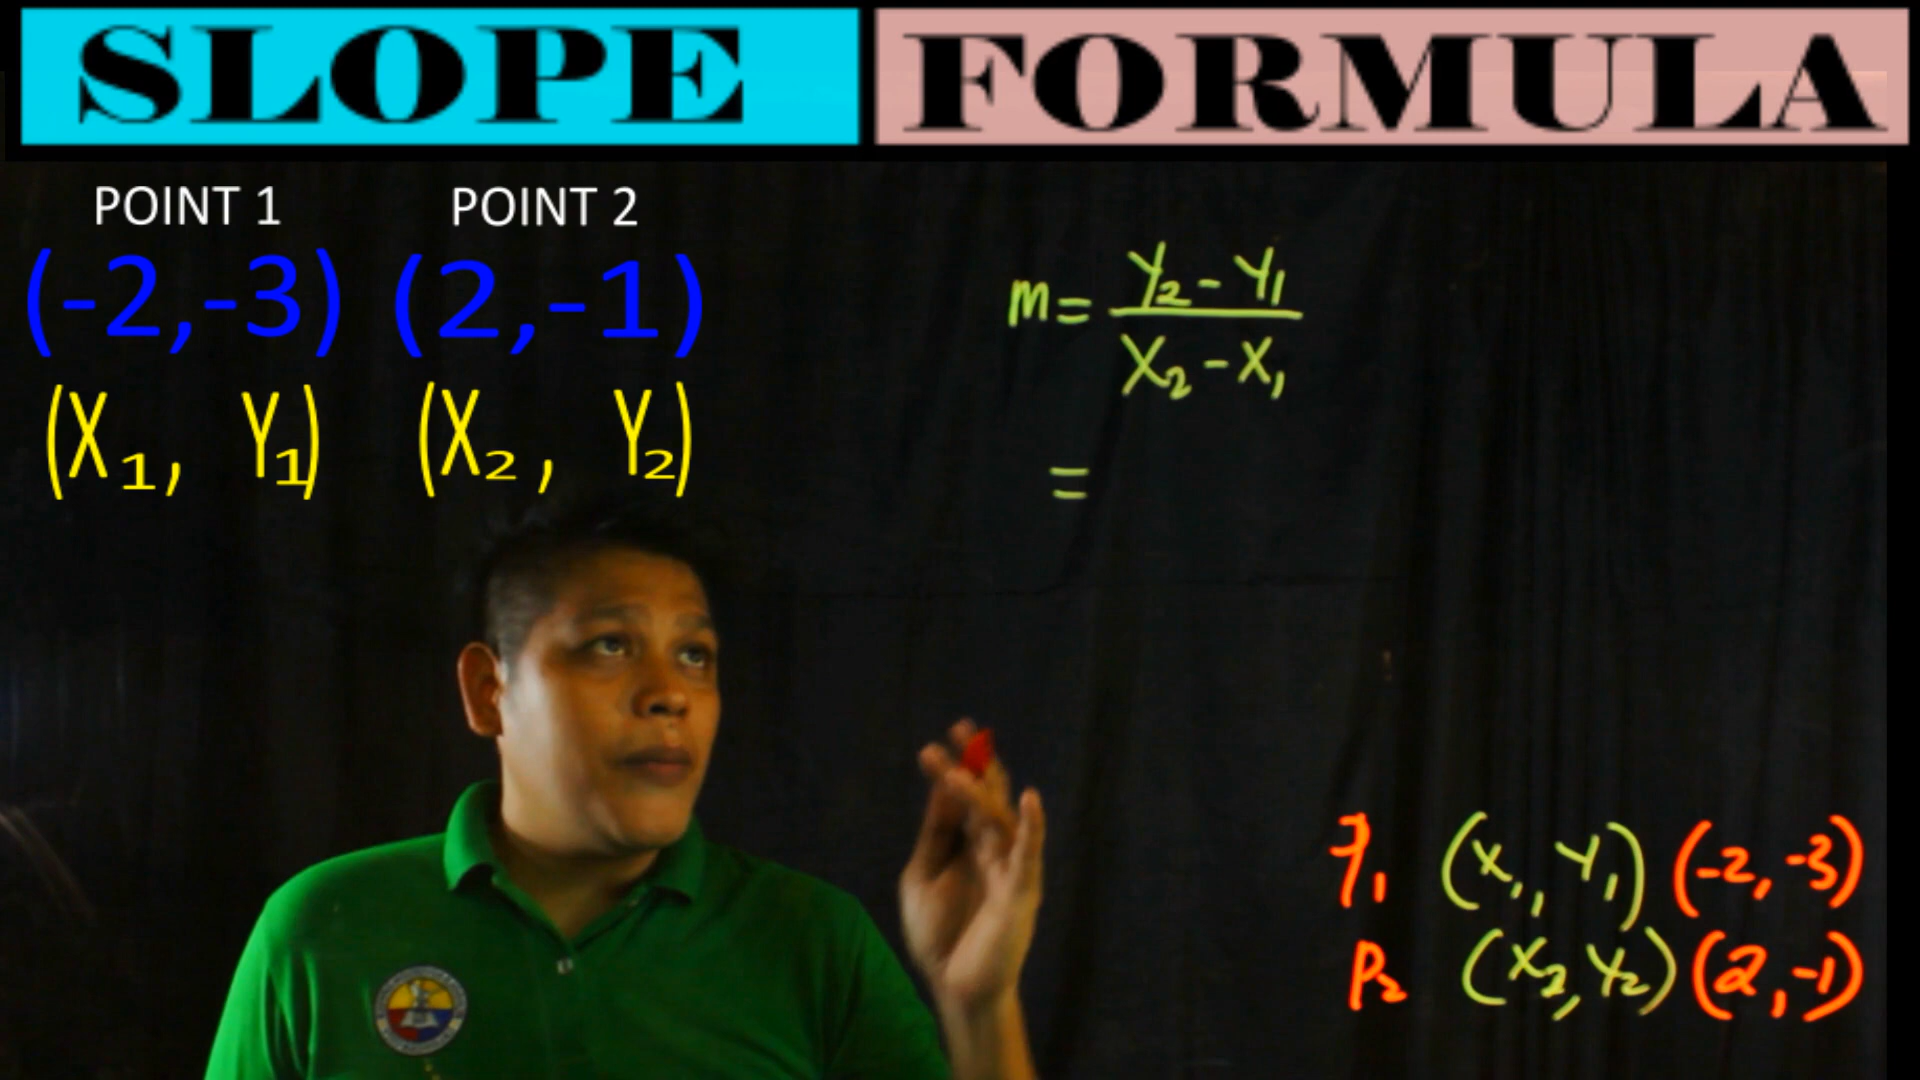 SLOPE FORMULA
POINT 1 POINT 2
(-2,-3) (2,-1)
(X₁, Y₁) (X₂, Y₂)
m = Y₂ - Y₁
X₂ - X₁
=
P₁ (X₁, Y₁) (-2, -3)
P₂ (X₂, Y₂) (2, -1)